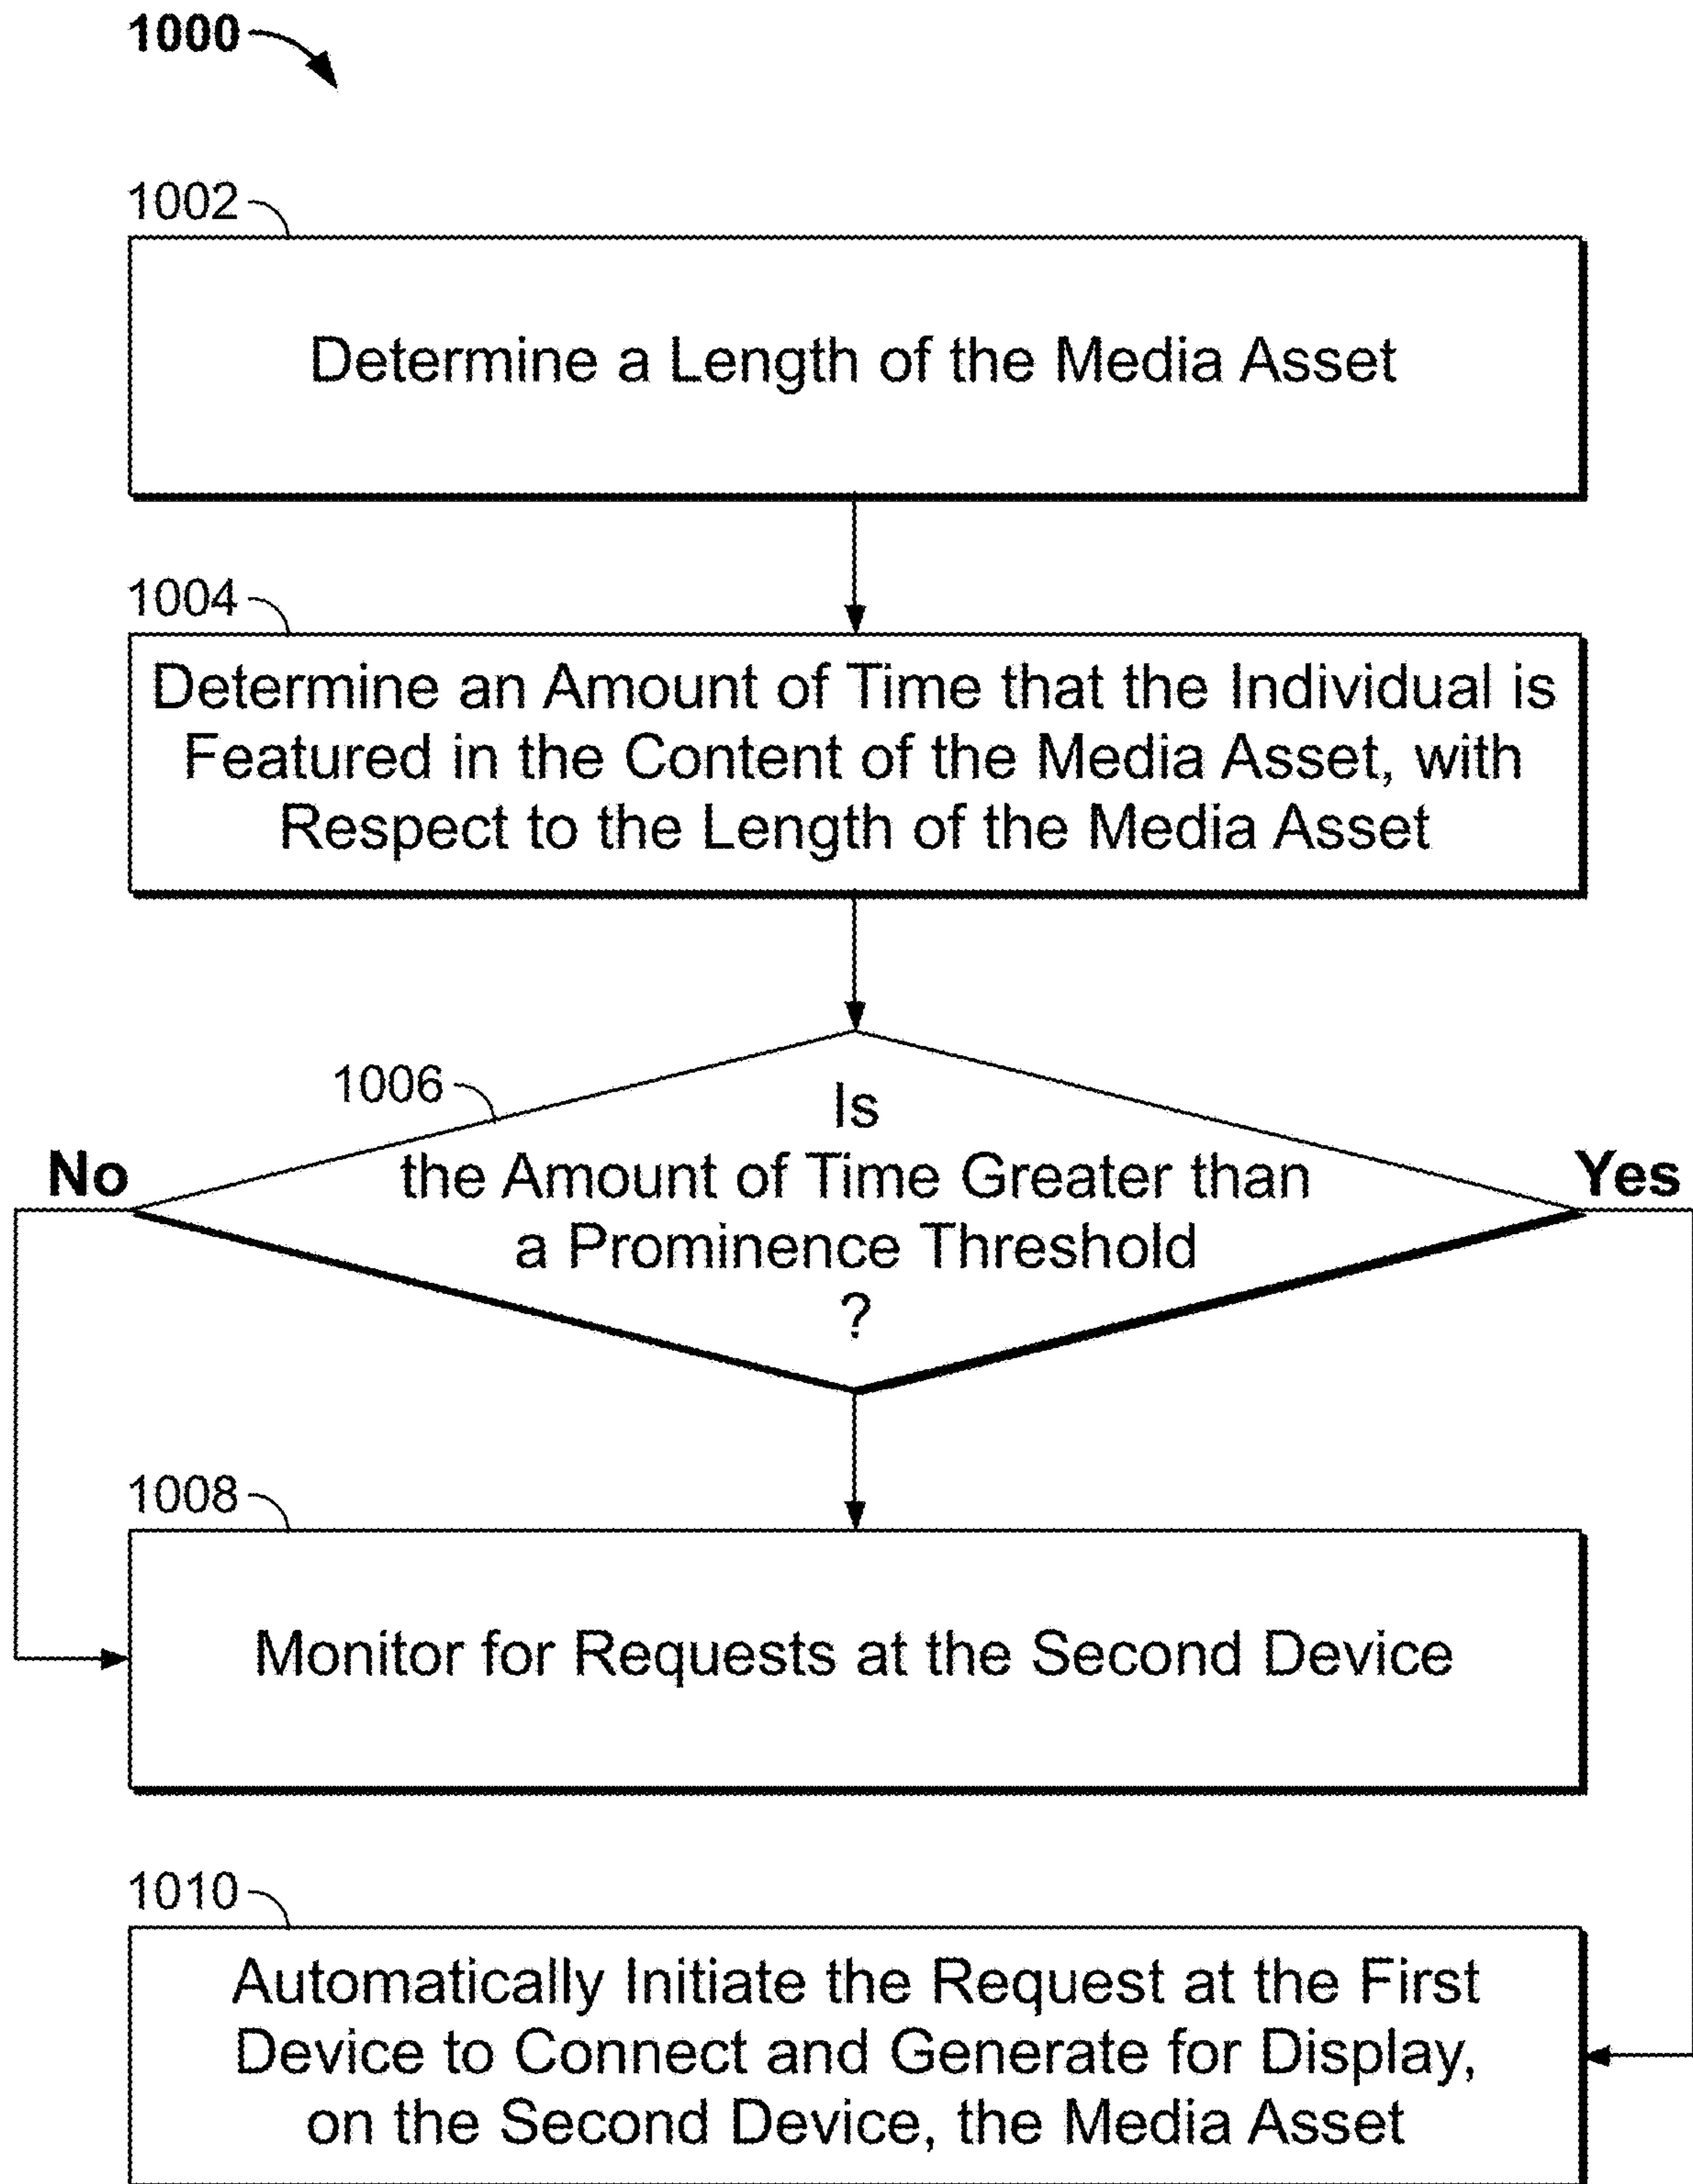 1000
1002
Determine a Length of the Media Asset
1004
Determine an Amount of Time that the Individual is
Featured in the Content of the Media Asset, with
Respect to the Length of the Media Asset
1006
Is
No
the Amount of Time Greater than
Yes
a Prominence Threshold
?
1008
Monitor for Requests at the Second Device
1010
Automatically Initiate the Request at the First
Device to Connect and Generate for Display,
on the Second Device, the Media Asset